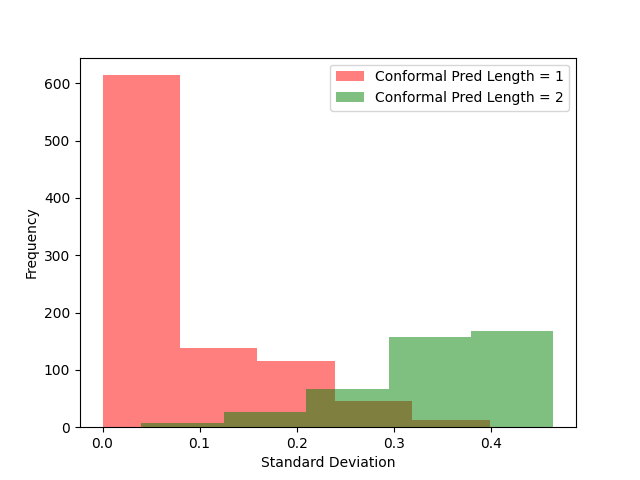 Conformal Pred Length = 1
Conformal Pred Length = 2
600
500
400
300
200
100
0
Frequency
0.0 0.1 0.2 0.3 0.4
Standard Deviation